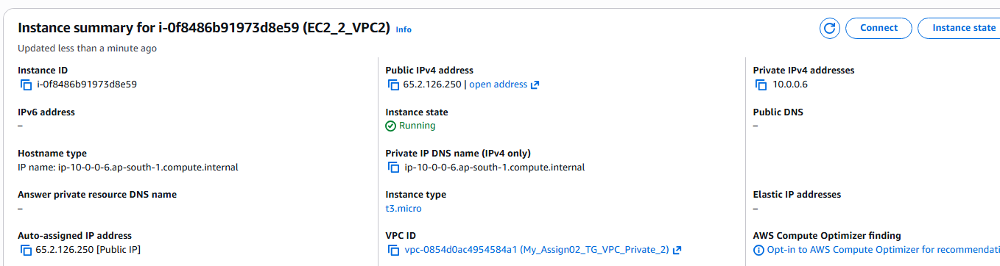 Instance summary for i-0f8486b91973d8e59 (EC2_2_VPC2) Info
Connect
Instance state
Updated less than a minute ago
Instance ID
i-0f8486b91973d8e59
Public IPv4 address
65.2.126.250 | open address
Private IPv4 addresses
10.0.0.6
IPv6 address
–
Instance state
Running
Public DNS
–
Hostname type
IP name: ip-10-0-0-6.ap-south-1.compute.internal
Private IP DNS name (IPv4 only)
ip-10-0-0-6.ap-south-1.compute.internal
Answer private resource DNS name
–
Instance type
t3.micro
Elastic IP addresses
–
Auto-assigned IP address
65.2.126.250 [Public IP]
VPC ID
vpc-0854d0ac4954584a1 (My_Assign02_TG_VPC_Private_2)
AWS Compute Optimizer finding
Opt-in to AWS Compute Optimizer for recommendati